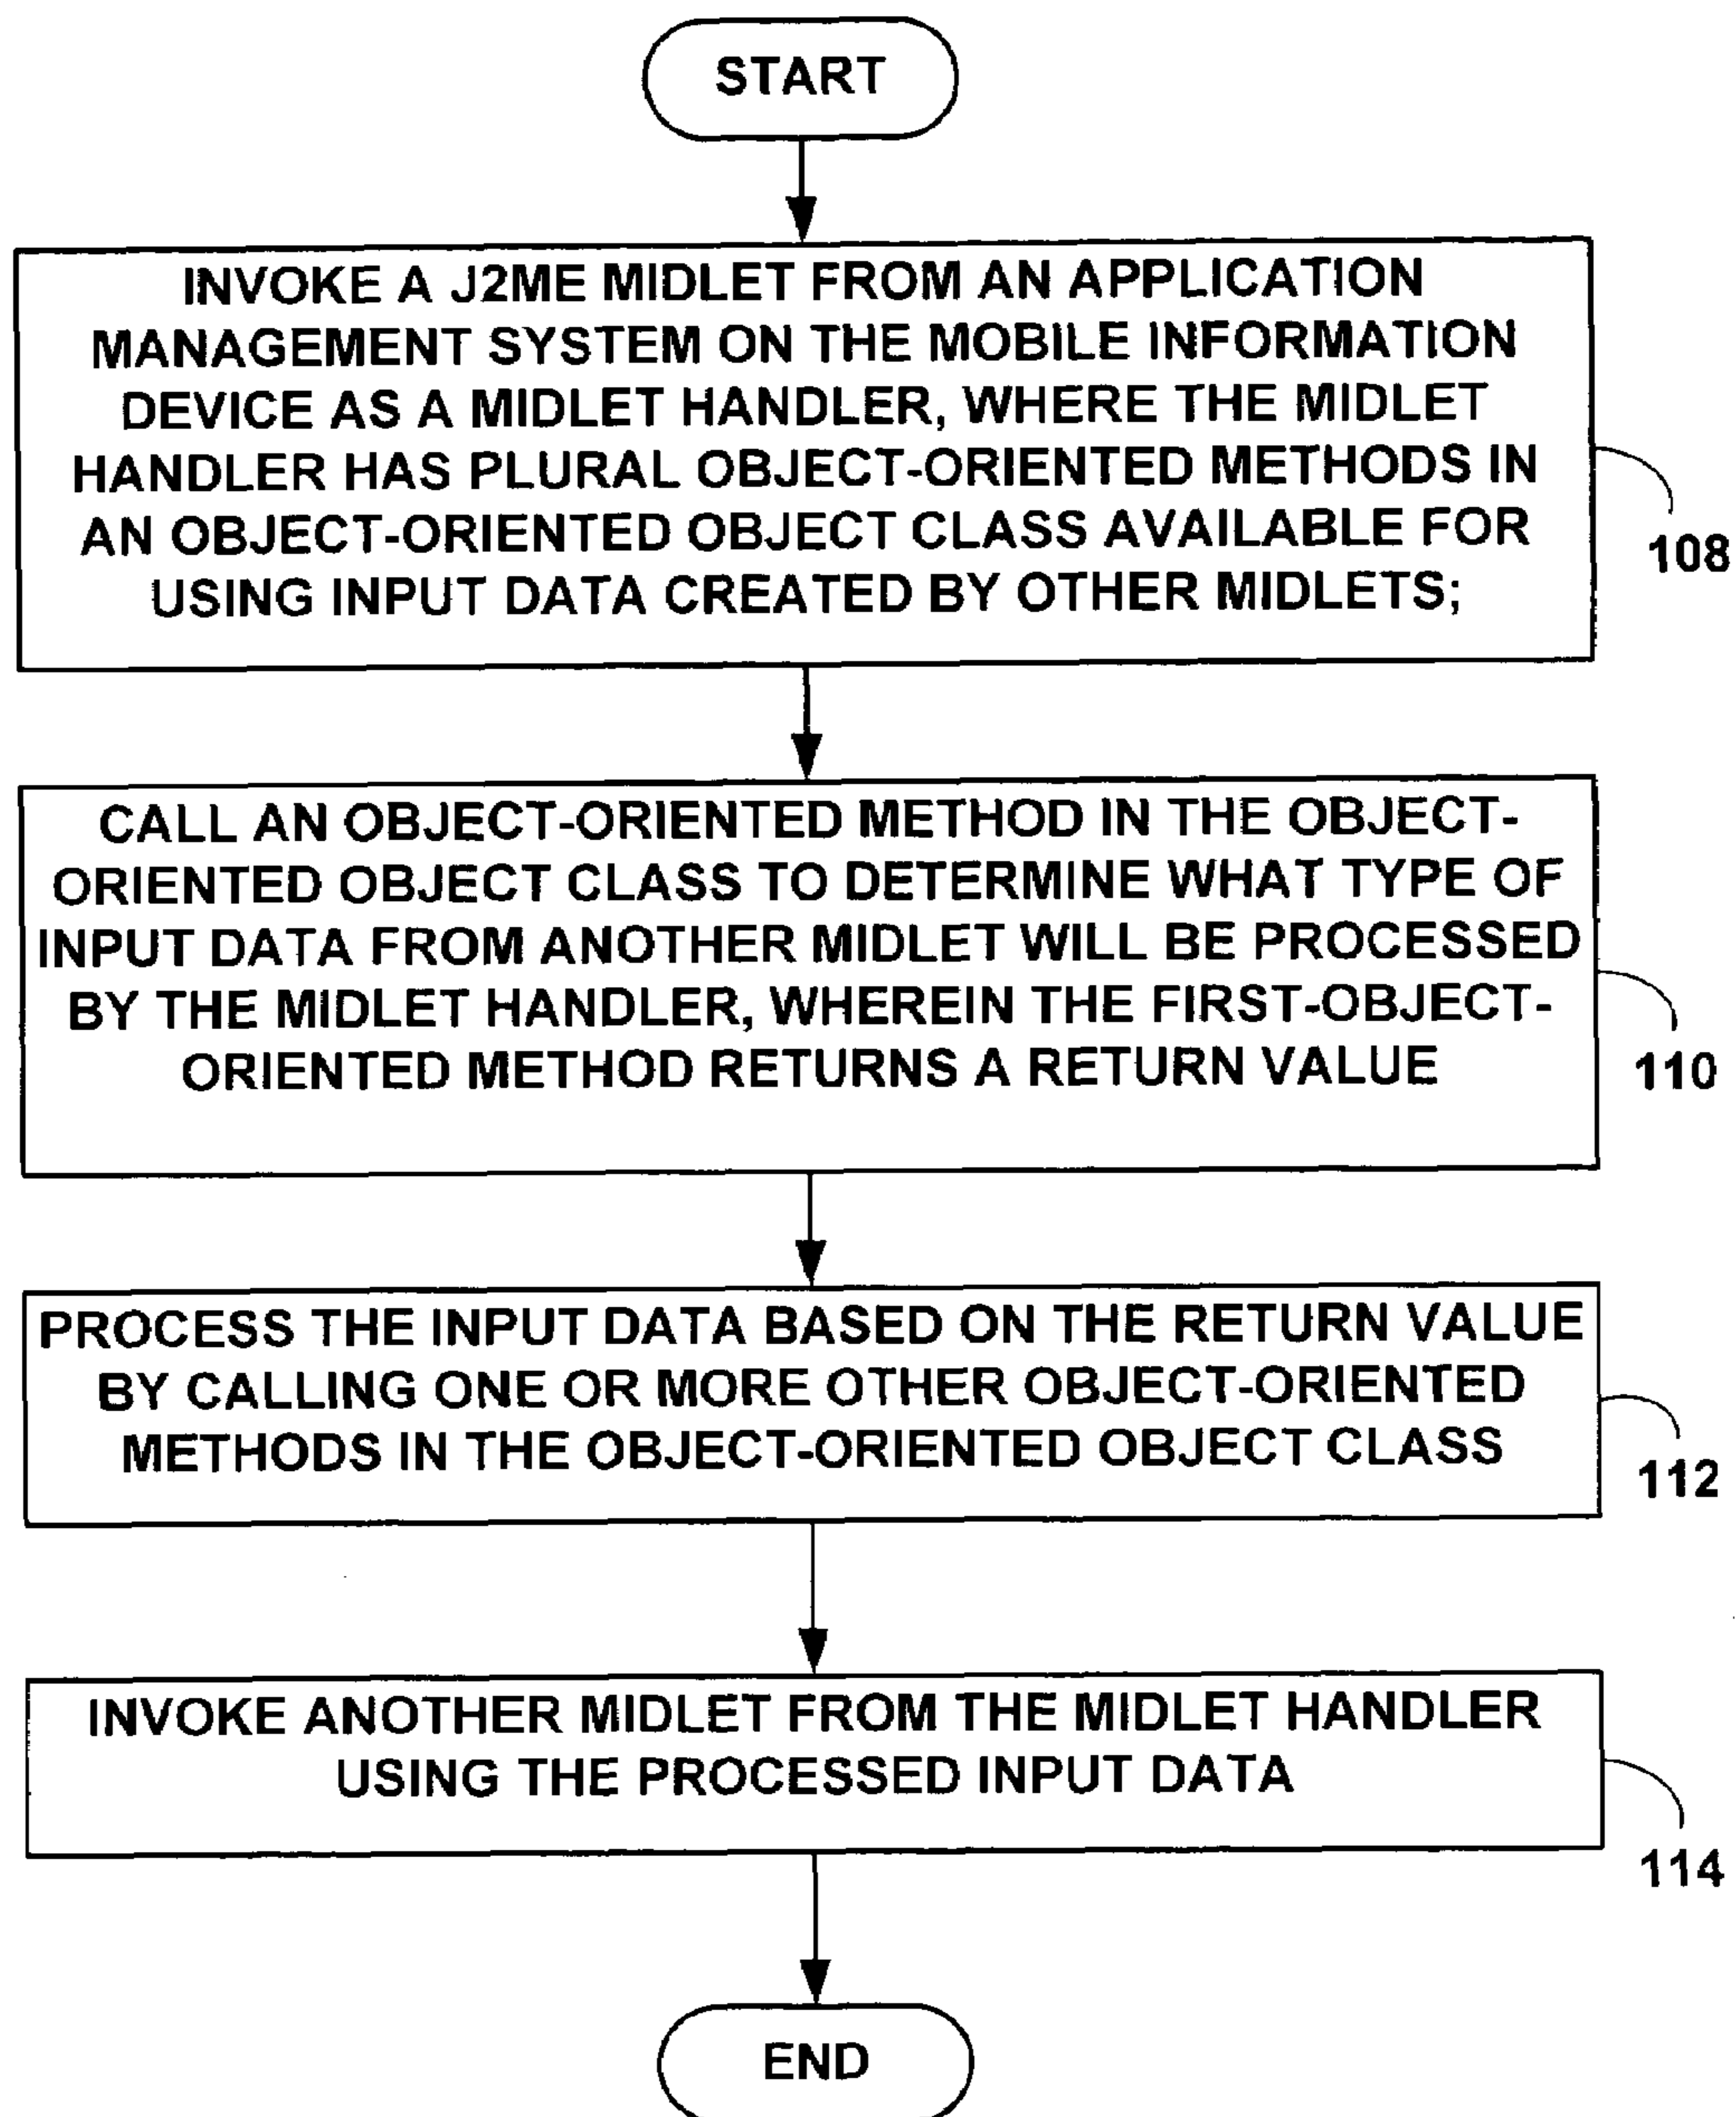 START
INVOKE A J2ME MIDLET FROM AN APPLICATION
MANAGEMENT SYSTEM ON THE MOBILE INFORMATION
DEVICE AS A MIDLET HANDLER, WHERE THE MIDLET
HANDLER HAS PLURAL OBJECT-ORIENTED METHODS IN
AN OBJECT-ORIENTED OBJECT CLASS AVAILABLE FOR
USING INPUT DATA CREATED BY OTHER MIDLETS;
108
CALL AN OBJECT-ORIENTED METHOD IN THE OBJECT-
ORIENTED OBJECT CLASS TO DETERMINE WHAT TYPE OF
INPUT DATA FROM ANOTHER MIDLET WILL BE PROCESSED
BY THE MIDLET HANDLER, WHEREIN THE FIRST-OBJECT-
ORIENTED METHOD RETURNS A RETURN VALUE
110
PROCESS THE INPUT DATA BASED ON THE RETURN VALUE
BY CALLING ONE OR MORE OTHER OBJECT-ORIENTED
METHODS IN THE OBJECT-ORIENTED OBJECT CLASS
112
INVOKE ANOTHER MIDLET FROM THE MIDLET HANDLER
USING THE PROCESSED INPUT DATA
114
END